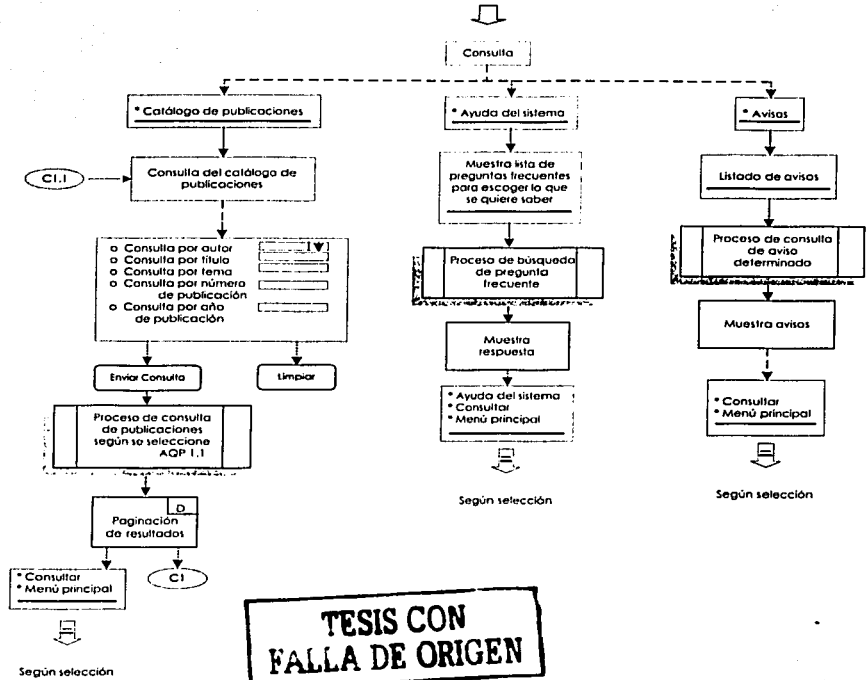 Consulta
* Catálogo de publicaciones
C1.1
Consulta del catálogo de
publicaciones
o Consulta por autor
o Consulta por título
o Consulta por tema
o Consulta por número
de publicación
o Consulta por año
de publicación
Enviar Consulta
Limpiar
Proceso de consulta
de publicaciones
según se seleccione
AQP 1.1
D
Paginación
de resultados
* Consultar
* Menú principal
C1
Según selección
* Ayuda del sistema
Muestra lista de
preguntas frecuentes
para escoger lo que
se quiere saber
Proceso de búsqueda
de pregunta
frecuente
Muestra
respuesta
* Ayuda del sistema
* Consultar
* Menú principal
Según selección
* Avisos
Listado de avisos
Proceso de consulta
de aviso
determinado
Muestra avisos
* Consultar
* Menú principal
Según selección
TESIS CON
FALLA DE ORIGEN